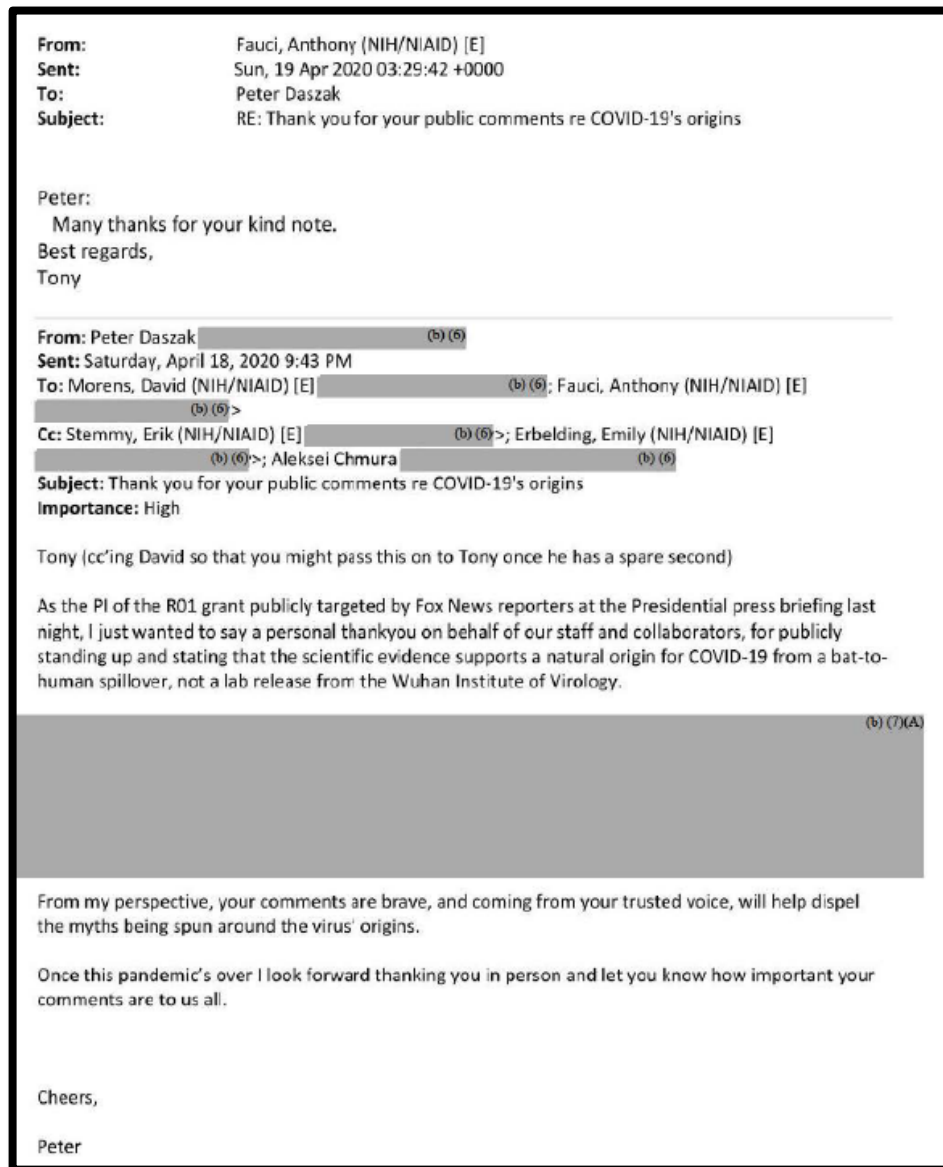 From: Fauci, Anthony (NIH/NIAID) [E]
Sent: Sun, 19 Apr 2020 03:29:42 +0000
To: Peter Daszak
Subject: RE: Thank you for your public comments re COVID-19's origins
Peter:
Many thanks for your kind note.
Best regards,
Tony
From: Peter Daszak (b) (6)
Sent: Saturday, April 18, 2020 9:43 PM
To: Morens, David (NIH/NIAID) [E] (b) (6); Fauci, Anthony (NIH/NIAID) [E]
(b) (6)>
Cc: Stemmy, Erik (NIH/NIAID) [E] (b) (6)>; Erbelding, Emily (NIH/NIAID) [E]
(b) (6)>; Aleksei Chmura (b) (6)
Subject: Thank you for your public comments re COVID-19's origins
Importance: High
Tony (cc'ing David so that you might pass this on to Tony once he has a spare second)
As the PI of the R01 grant publicly targeted by Fox News reporters at the Presidential press briefing last
night, I just wanted to say a personal thankyou on behalf of our staff and collaborators, for publicly
standing up and stating that the scientific evidence supports a natural origin for COVID-19 from a bat-to-
human spillover, not a lab release from the Wuhan Institute of Virology.
(b) (7)(A)
From my perspective, your comments are brave, and coming from your trusted voice, will help dispel
the myths being spun around the virus' origins.
Once this pandemic's over I look forward thanking you in person and let you know how important your
comments are to us all.
Cheers,
Peter